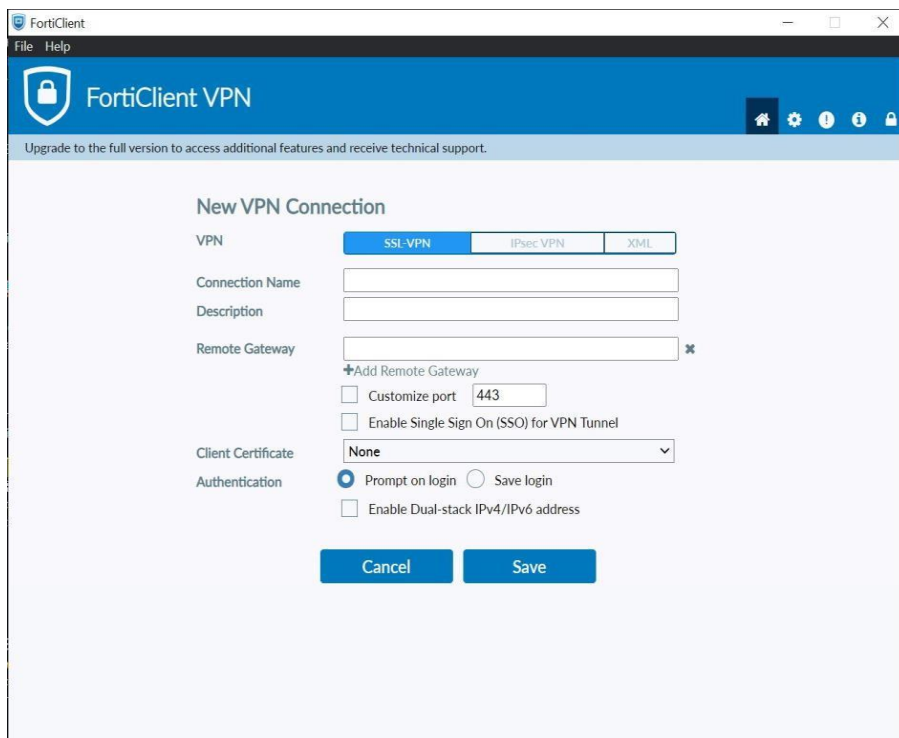 FortiClient
File Help
FortiClient VPN
Upgrade to the full version to access additional features and receive technical support.
New VPN Connection
VPN SSL-VPN IPsec VPN XML
Connection Name
Description
Remote Gateway
+Add Remote Gateway
Customize port 443
Enable Single Sign On (SSO) for VPN Tunnel
Client Certificate None
Authentication Prompt on login Save login
Enable Dual-stack IPv4/IPv6 address
Cancel Save